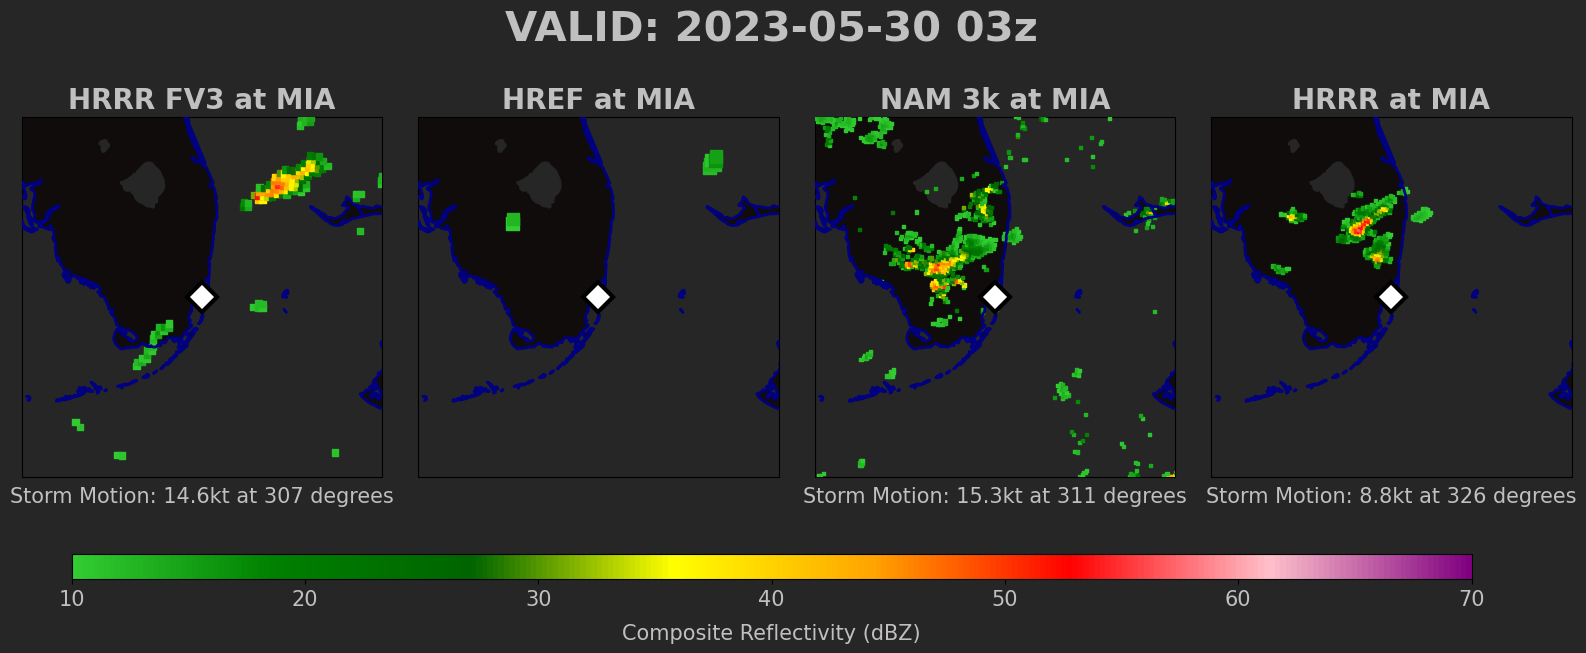 VALID: 2023-05-30 03z
HRRR FV3 at MIA
HREF at MIA
NAM 3k at MIA
HRRR at MIA
Storm Motion: 14.6kt at 307 degrees
Storm Motion: 15.3kt at 311 degrees
Storm Motion: 8.8kt at 326 degrees
10 20 30 40 50 60 70
Composite Reflectivity (dBZ)